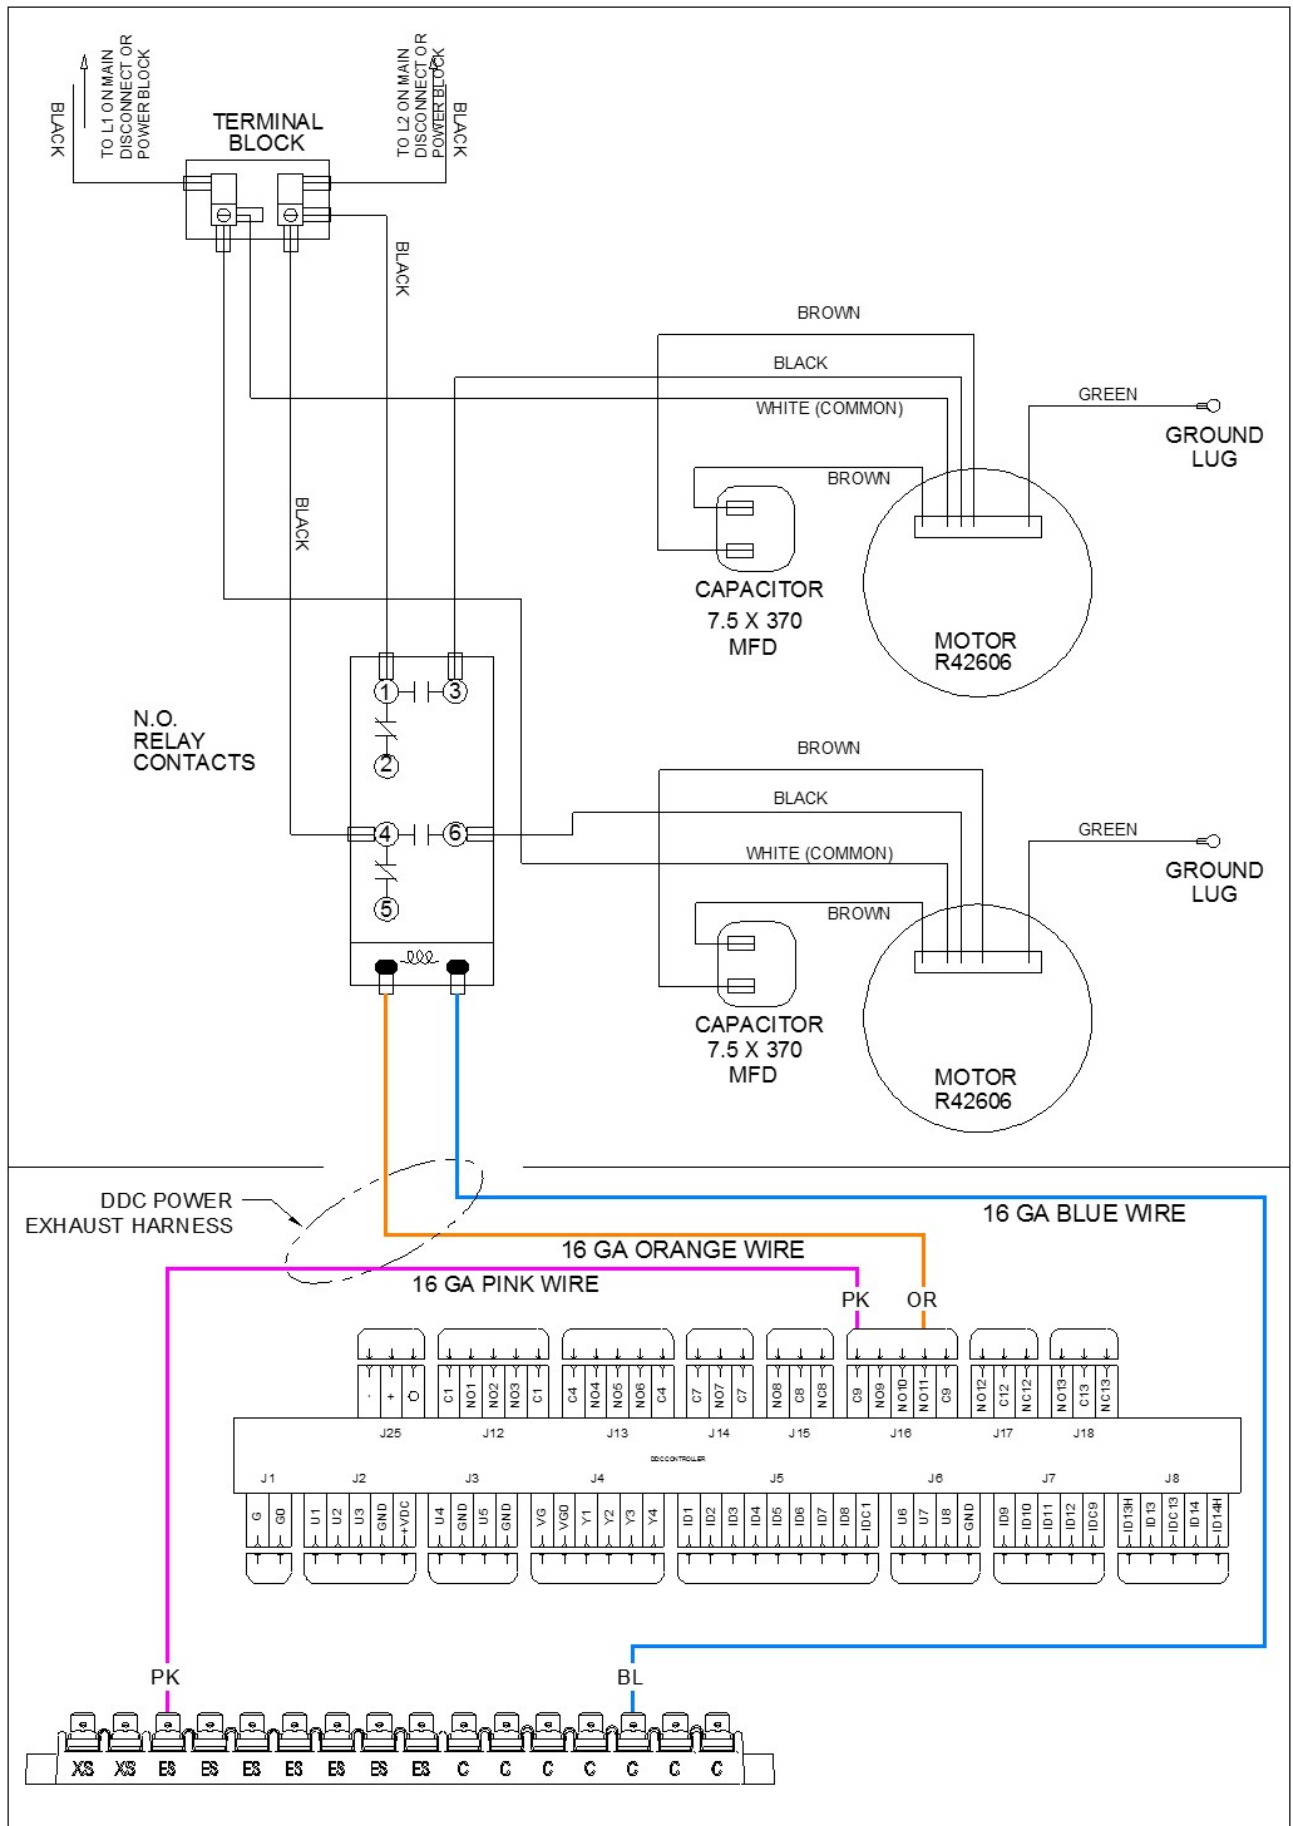 TO L1 ON MAIN
DISCONNECT OR
POWER BLOCK
BLACK
TO L2 ON MAIN
DISCONNECT OR
POWER BLOCK
BLACK
TERMINAL
BLOCK
BLACK
BLACK
BROWN
BLACK
WHITE (COMMON)
BROWN
GREEN
GROUND
LUG
CAPACITOR
7.5 X 370
MFD
MOTOR
R42606
N.O.
RELAY
CONTACTS
1
3
2
4
6
5
BROWN
BLACK
WHITE (COMMON)
BROWN
GREEN
GROUND
LUG
CAPACITOR
7.5 X 370
MFD
MOTOR
R42606
DDC POWER
EXHAUST HARNESS
16 GA BLUE WIRE
16 GA ORANGE WIRE
16 GA PINK WIRE
PK OR
- + C1 NO1 NO2 NO3 C1 C4 NO4 NO5 NO6 C4 C7 NO7 C7 NO8 C8 NC8 C9 NO9 NO10 NO11 C9 NO12 C12 NC12 NO13 C13 NC13
J25 J12 J13 J14 J15 J16 J17 J18
DDC CONTROLLER
J1 J2 J3 J4 J5 J6 J7 J8
G G0 U1 U2 U3 GND +VDC U4 GND U5 GND VG VG0 Y1 Y2 Y3 Y4 ID1 ID2 ID3 ID4 ID5 ID6 ID7 ID8 IDC1 U6 U7 U8 GND ID9 ID10 ID11 ID12 IDC9 ID13H ID13 IDC13 ID14 ID14H
PK BL
XS XS ES ES ES ES ES ES ES C C C C C C C